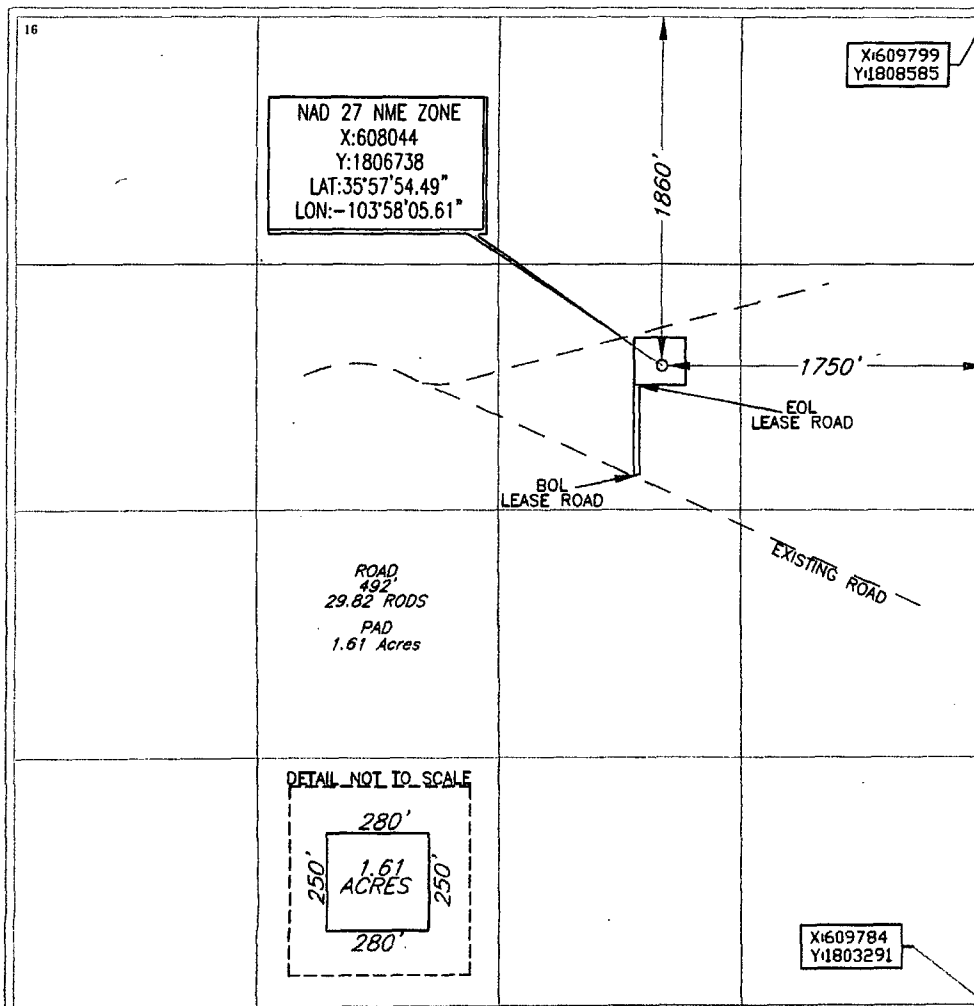 16
X:609799
Y:1808585
NAD 27 NME ZONE
X:608044
Y:1806738
LAT:35°57'54.49"
LON:-103°58'05.61"
1860'
1750'
EOL
LEASE ROAD
BOL
LEASE ROAD
EXISTING ROAD
ROAD
492'
29.82 RODS
PAD
1.61 Acres
DETAIL NOT TO SCALE
280'
250'
1.61
ACRES
250'
280'
X:609784
Y:1803291